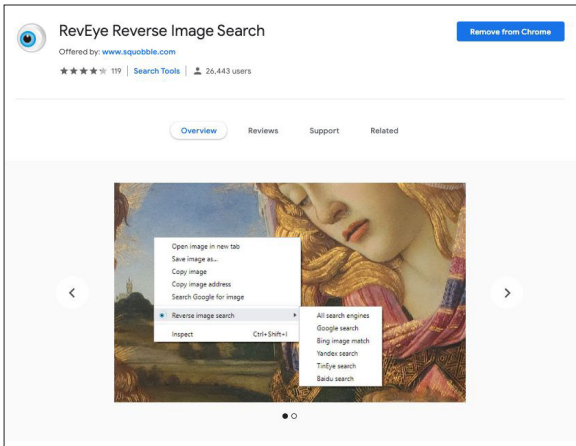 RevEye Reverse Image Search
Remove from Chrome
Offered by: www.squobble.com
119 Search Tools 26,443 users
Overview Reviews Support Related
Open image in new tab
Save image as...
Copy image
Copy image address
Search Google for image
Reverse image search
Inspect Ctrl+Shift+I
All search engines
Google search
Bing image match
Yandex search
TinEye search
Baidu search